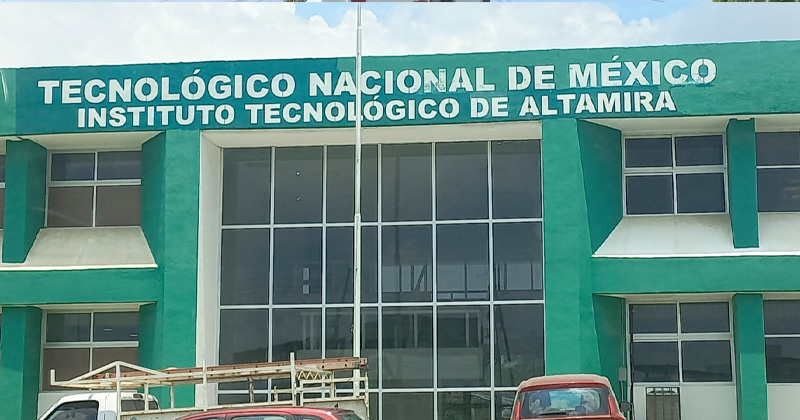 TECNOLÓGICO NACIONAL DE MÉXICO
INSTITUTO TECNOLÓGICO DE ALTAMIRA